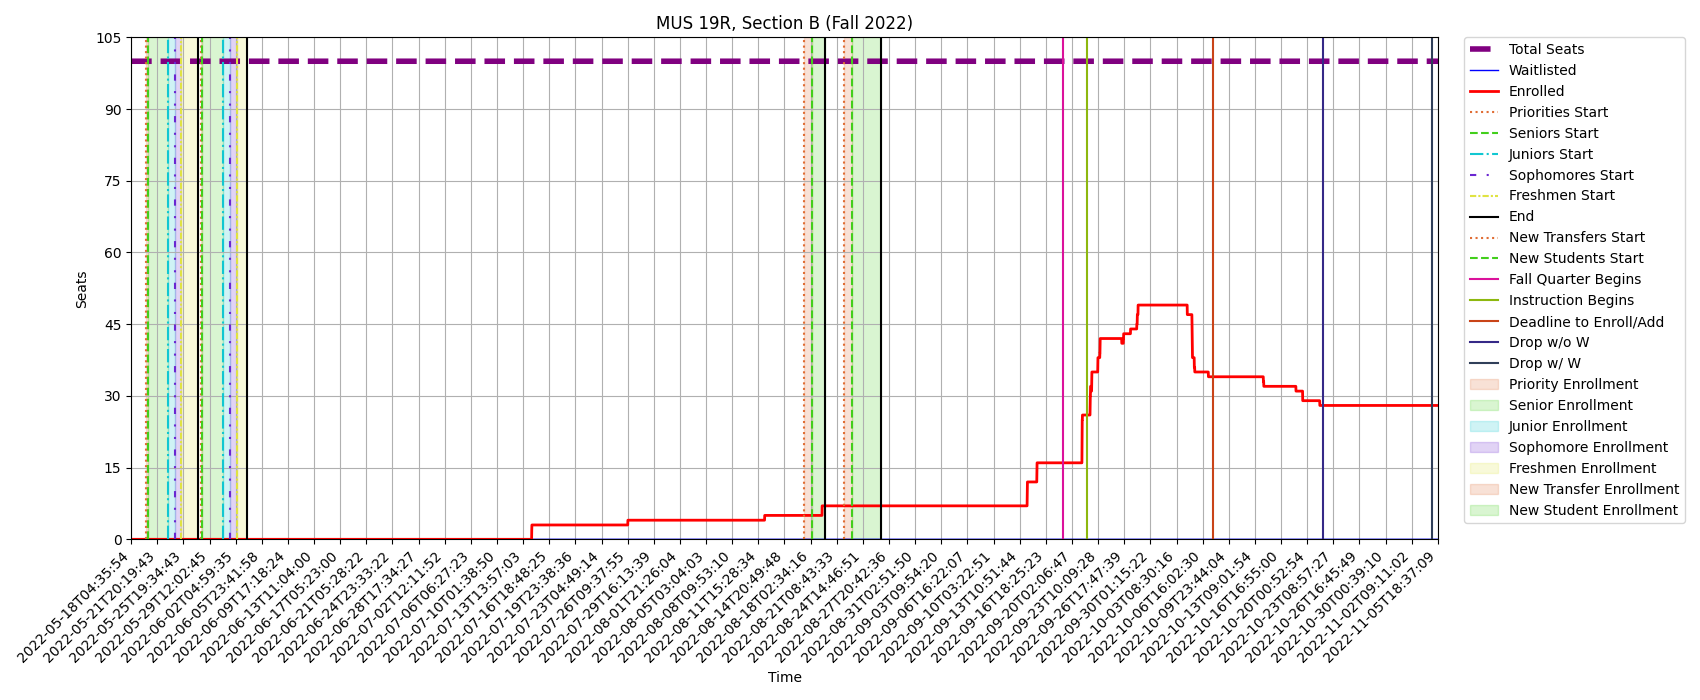 MUS 19R, Section B (Fall 2022)
105
90
75
60
45
30
15
0
Seats
2022-05-18T04:35:54
2022-05-21T20:19:43
2022-05-25T19:34:43
2022-05-29T12:02:45
2022-06-02T04:59:35
2022-06-05T23:41:58
2022-06-09T17:18:24
2022-06-13T11:04:00
2022-06-17T05:23:00
2022-06-21T05:28:22
2022-06-24T23:33:22
2022-06-28T17:34:27
2022-07-02T12:11:52
2022-07-06T06:27:23
2022-07-10T01:38:50
2022-07-13T13:57:03
2022-07-16T18:48:25
2022-07-19T23:38:36
2022-07-23T04:49:14
2022-07-26T09:37:55
2022-07-29T16:13:39
2022-08-01T21:26:04
2022-08-05T03:04:03
2022-08-08T09:53:10
2022-08-11T15:28:34
2022-08-14T20:49:48
2022-08-18T02:34:16
2022-08-21T08:43:33
2022-08-24T14:46:51
2022-08-27T20:42:36
2022-08-31T02:51:50
2022-09-03T09:54:20
2022-09-06T16:22:07
2022-09-10T03:22:51
2022-09-13T10:51:44
2022-09-16T18:25:23
2022-09-20T02:06:47
2022-09-23T10:09:28
2022-09-26T17:47:39
2022-09-30T01:15:22
2022-10-03T08:30:16
2022-10-06T16:02:30
2022-10-09T23:44:04
2022-10-13T09:01:54
2022-10-16T16:55:00
2022-10-20T00:52:54
2022-10-23T08:57:27
2022-10-26T16:45:49
2022-10-30T00:39:10
2022-11-02T09:11:02
2022-11-05T18:37:09
Time
Total Seats
Waitlisted
Enrolled
Priorities Start
Seniors Start
Juniors Start
Sophomores Start
Freshmen Start
End
New Transfers Start
New Students Start
Fall Quarter Begins
Instruction Begins
Deadline to Enroll/Add
Drop w/o W
Drop w/ W
Priority Enrollment
Senior Enrollment
Junior Enrollment
Sophomore Enrollment
Freshmen Enrollment
New Transfer Enrollment
New Student Enrollment